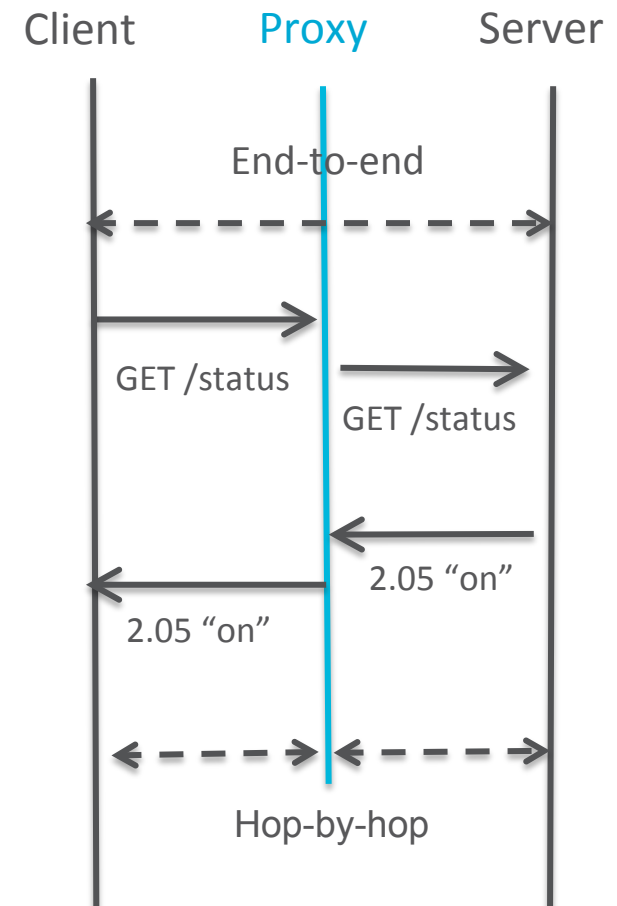 Client Proxy Server
End-to-end
GET /status
GET /status
2.05 “on”
2.05 “on”
Hop-by-hop